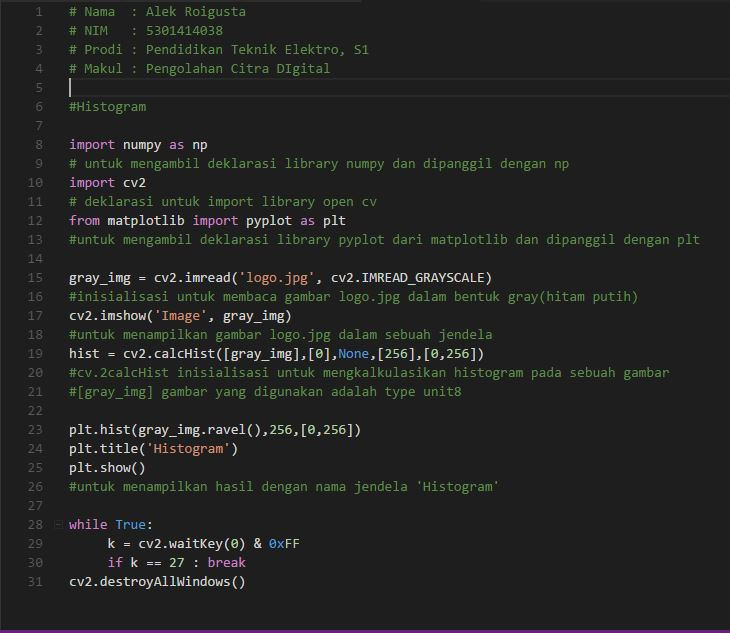 1 # Nama  : Alek Roigusta
2 # NIM   : 5301414038
3 # Prodi : Pendidikan Teknik Elektro, S1
4 # Makul : Pengolahan Citra DIgital
5
6 #Histogram
7
8 import numpy as np
9 # untuk mengambil deklarasi library numpy dan dipanggil dengan np
10 import cv2
11 # deklarasi untuk import library open cv
12 from matplotlib import pyplot as plt
13 #untuk mengambil deklarasi library pyplot dari matplotlib dan dipanggil dengan plt
14
15 gray_img = cv2.imread('logo.jpg', cv2.IMREAD_GRAYSCALE)
16 #inisialisasi untuk membaca gambar logo.jpg dalam bentuk gray(hitam putih)
17 cv2.imshow('Image', gray_img)
18 #untuk menampilkan gambar logo.jpg dalam sebuah jendela
19 hist = cv2.calcHist([gray_img],[0],None,[256],[0,256])
20 #cv.2calcHist inisialisasi untuk mengkalkulasikan histogram pada sebuah gambar
21 #[gray_img] gambar yang digunakan adalah type unit8
22
23 plt.hist(gray_img.ravel(),256,[0,256])
24 plt.title('Histogram')
25 plt.show()
26 #untuk menampilkan hasil dengan nama jendela 'Histogram'
27
28 while True:
29      k = cv2.waitKey(0) & 0xFF
30      if k == 27 : break
31 cv2.destroyAllWindows()